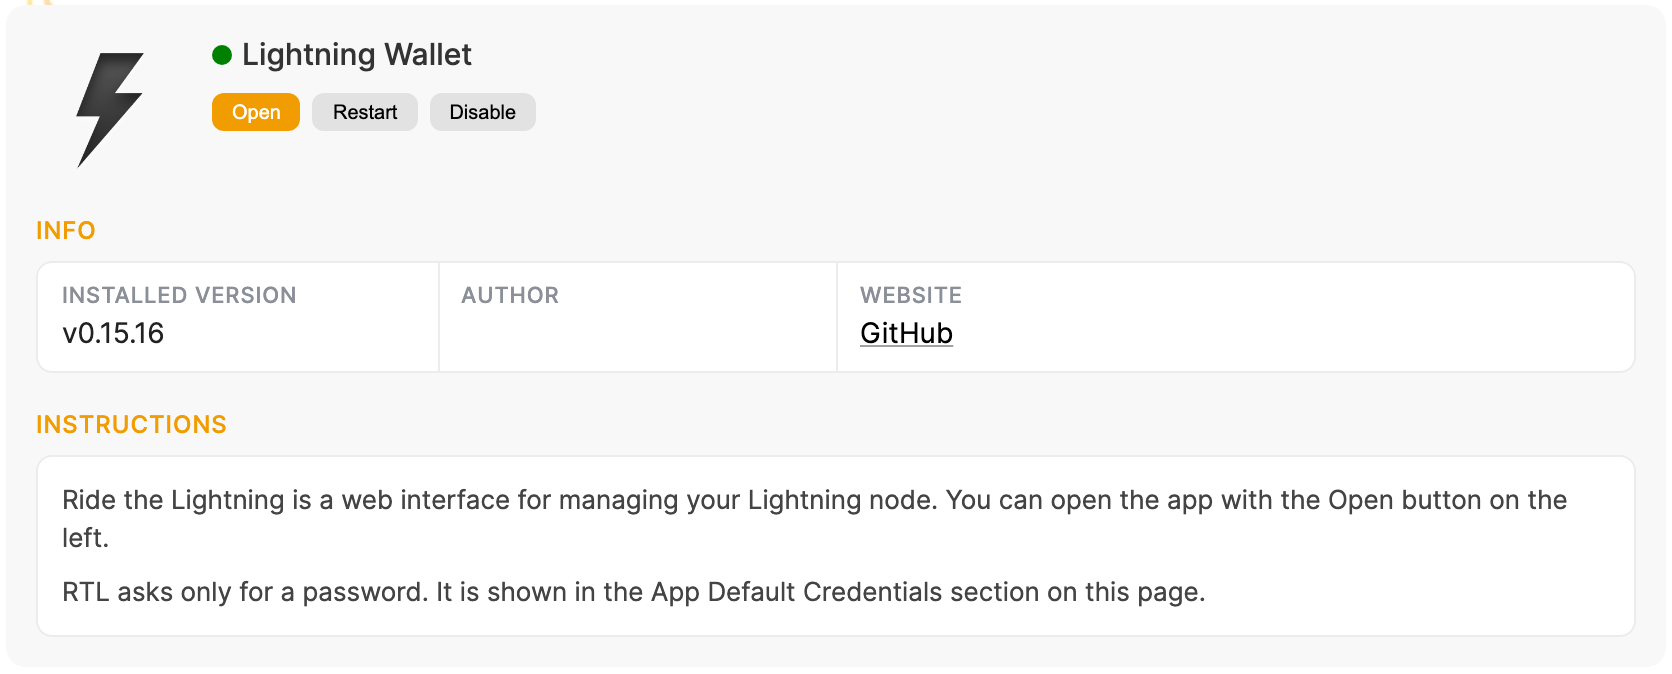 Lightning Wallet
Open Restart Disable
INFO
INSTALLED VERSION AUTHOR WEBSITE
v0.15.16 GitHub
INSTRUCTIONS
Ride the Lightning is a web interface for managing your Lightning node. You can open the app with the Open button on the
left.
RTL asks only for a password. It is shown in the App Default Credentials section on this page.